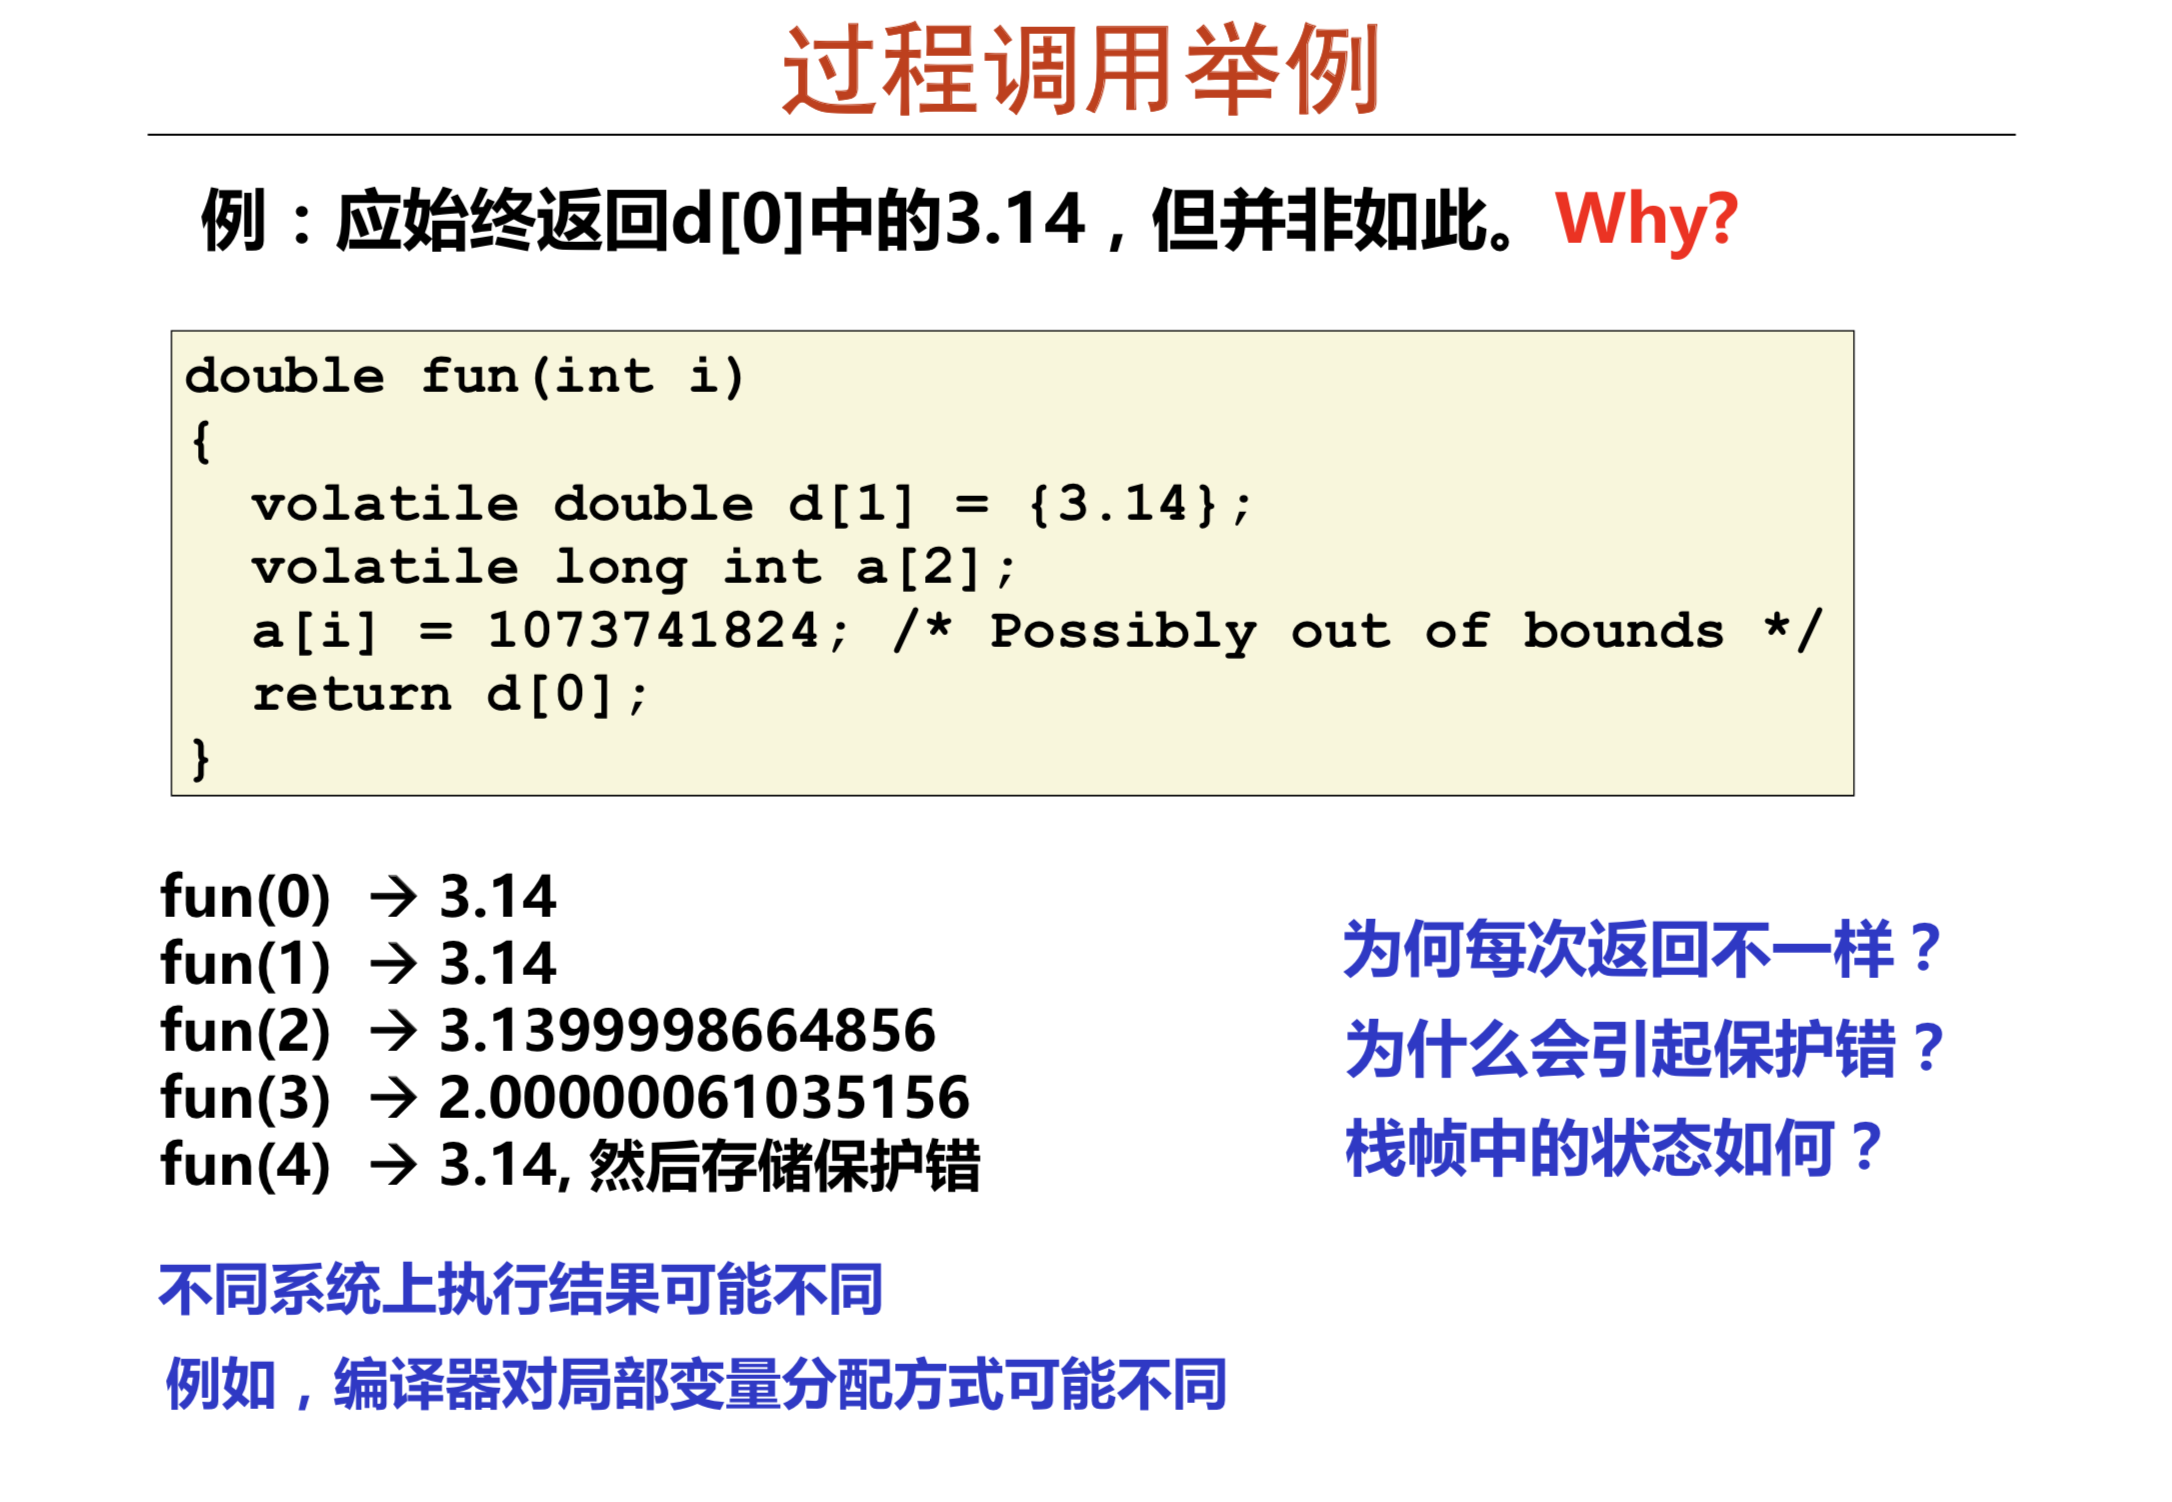 过程调用举例
例：应始终返回d[0]中的3.14，但并非如此。Why?
double fun(int i)
{
  volatile double d[1] = {3.14};
  volatile long int a[2];
  a[i] = 1073741824; /* Possibly out of bounds */
  return d[0];
}
fun(0) → 3.14
fun(1) → 3.14
fun(2) → 3.1399998664856
fun(3) → 2.00000061035156
fun(4) → 3.14, 然后存储保护错
为何每次返回不一样？
为什么会引起保护错？
栈帧中的状态如何？
不同系统上执行结果可能不同
例如，编译器对局部变量分配方式可能不同